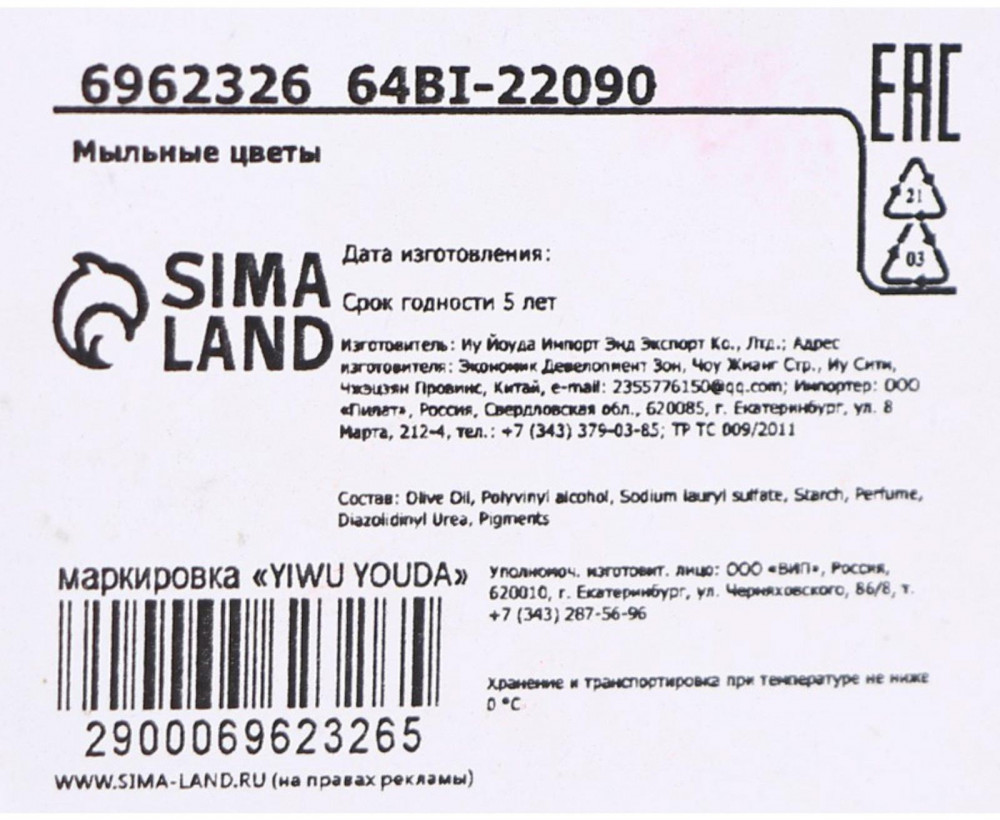 6962326 64BI-22090
EAC
Мыльные цветы
21
03
SIMA
LAND
Дата изготовления:
Срок годности 5 лет
Изготовитель: Иу Йоуда Импорт Энд Экспорт Ко., Лтд.; Адрес
изготовителя: Экономик Девелопмент Зон, Чоу Жианг Стр., Иу Сити,
Чжэцзян Провинс, Китай, e-mail: 2355776150@qq.com; Импортер: ООО
«Пилат», Россия, Свердловская обл., 620085, г. Екатеринбург, ул. 8
Марта, 212-4, тел.: +7 (343) 379-03-85; ТР ТС 009/2011
Состав: Olive Oil, Polyvinyl alcohol, Sodium lauryl sulfate, Starch, Perfume,
Diazolidinyl Urea, Pigments
маркировка «YIWU YOUDA»
Уполномоч. изготовит. лицо: ООО «ВИП», Россия,
620010, г. Екатеринбург, ул. Черняховского, 86/8, т.
+7 (343) 287-56-96
Хранение и транспортировка при температуре не ниже
0 °C
2900069623265
WWW.SIMA-LAND.RU (на правах рекламы)